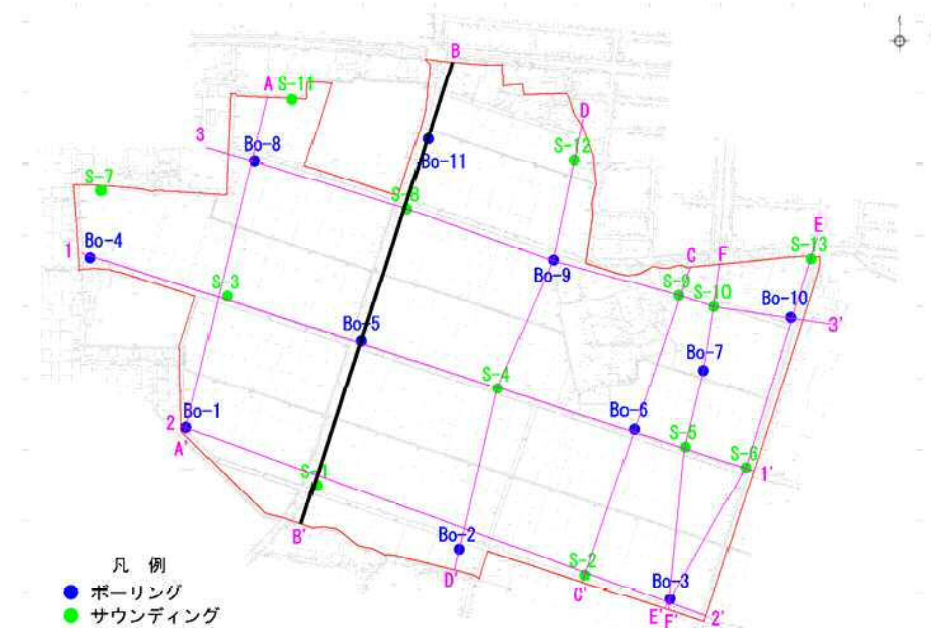 B
A S-11
D
3
Bo-8
Bo-11
S-12
S-7
S-8
E
1 Bo-4
C F
S-13
Bo-9
S-9
S-10
Bo-10
S-3
3'
Bo-5
Bo-7
S-4
Bo-6
2 Bo-1
A'
S-5
S-6
1'
S-1
B'
Bo-2
D'
S-2
C'
Bo-3
E' F' 2'
凡 例
ボーリング
サウンディング